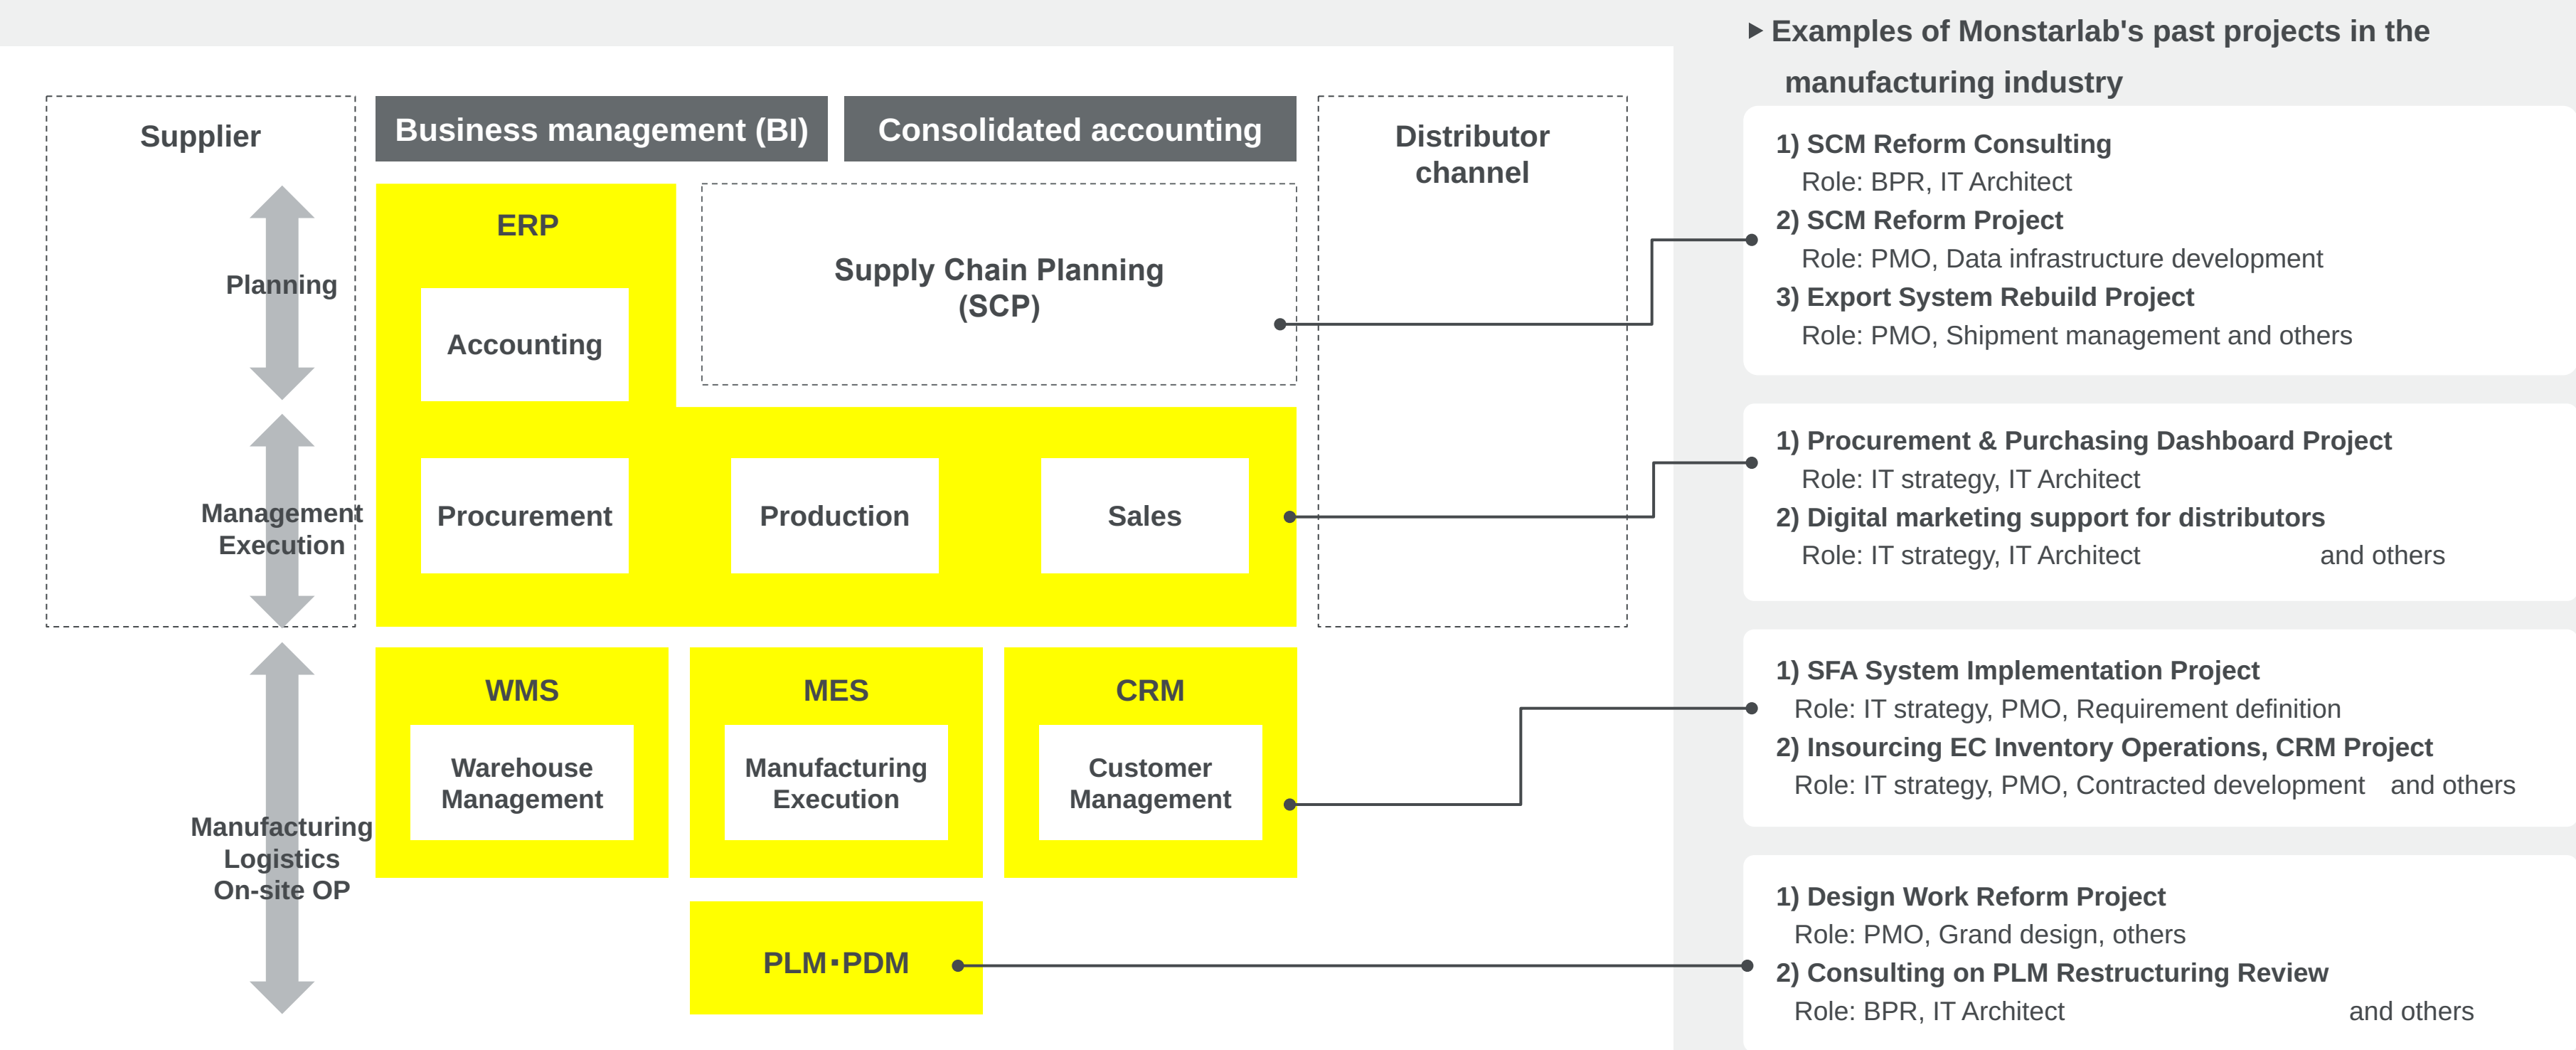 Supplier
Planning
Management
Execution
Manufacturing
Logistics
On-site OP
Business management (BI)
Consolidated accounting
ERP
Accounting
Supply Chain Planning
(SCP)
Procurement
Production
Sales
WMS
Warehouse
Management
MES
Manufacturing
Execution
CRM
Customer
Management
PLM▪PDM
Distributor
channel
▶ Examples of Monstarlab's past projects in the
manufacturing industry
1) SCM Reform Consulting
Role: BPR, IT Architect
2) SCM Reform Project
Role: PMO, Data infrastructure development
3) Export System Rebuild Project
Role: PMO, Shipment management and others
1) Procurement & Purchasing Dashboard Project
Role: IT strategy, IT Architect
2) Digital marketing support for distributors
Role: IT strategy, IT Architect and others
1) SFA System Implementation Project
Role: IT strategy, PMO, Requirement definition
2) Insourcing EC Inventory Operations, CRM Project
Role: IT strategy, PMO, Contracted development and others
1) Design Work Reform Project
Role: PMO, Grand design, others
2) Consulting on PLM Restructuring Review
Role: BPR, IT Architect and others